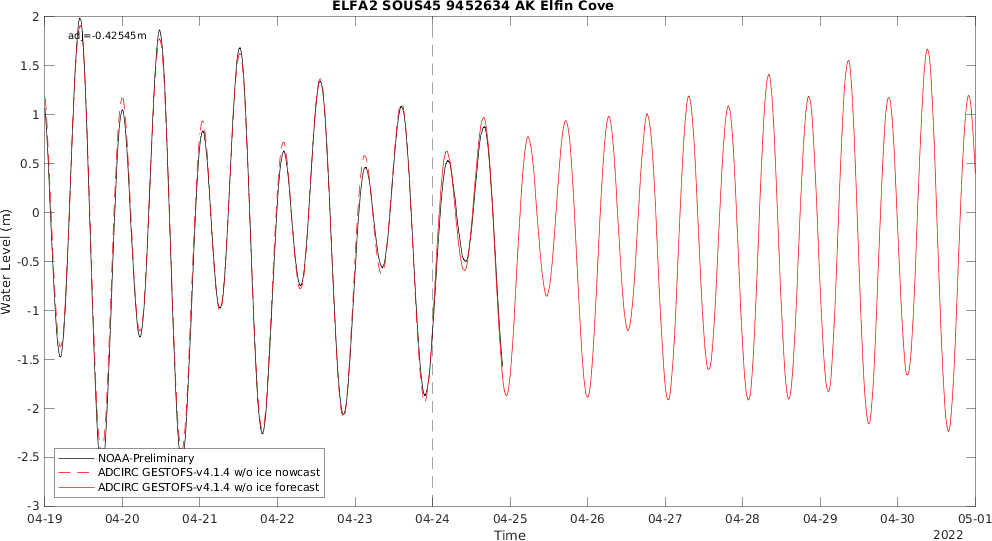 ELFA2 SOUS45 9452634 AK Elfin Cove
adj=-0.42545m
2
1.5
1
0.5
0
-0.5
-1
-1.5
-2
-2.5
-3
Water Level (m)
NOAA-Preliminary
ADCIRC GESTOFS-v4.1.4 w/o ice nowcast
ADCIRC GESTOFS-v4.1.4 w/o ice forecast
04-19 04-20 04-21 04-22 04-23 04-24 04-25 04-26 04-27 04-28 04-29 04-30 05-01
Time
2022